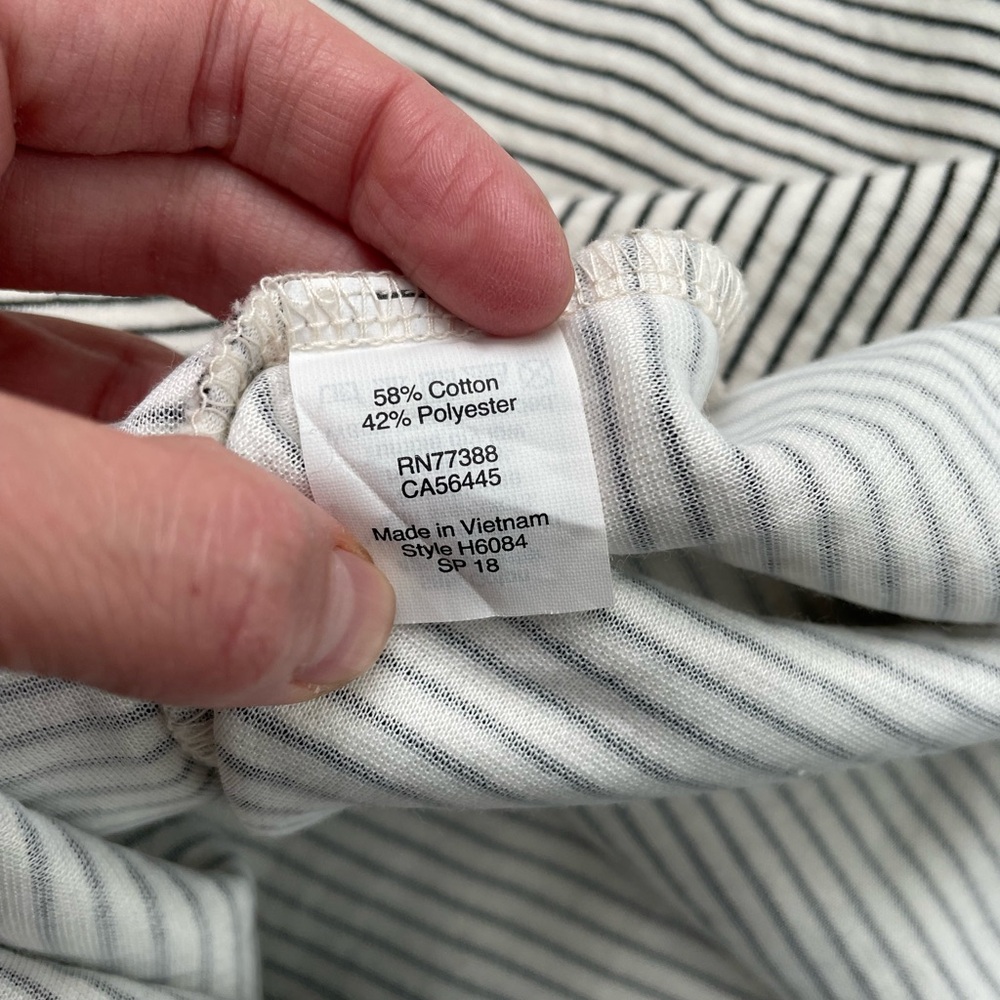 58% Cotton
42% Polyester
RN77388
CA56445
Made in Vietnam
Style H6084
SP 18